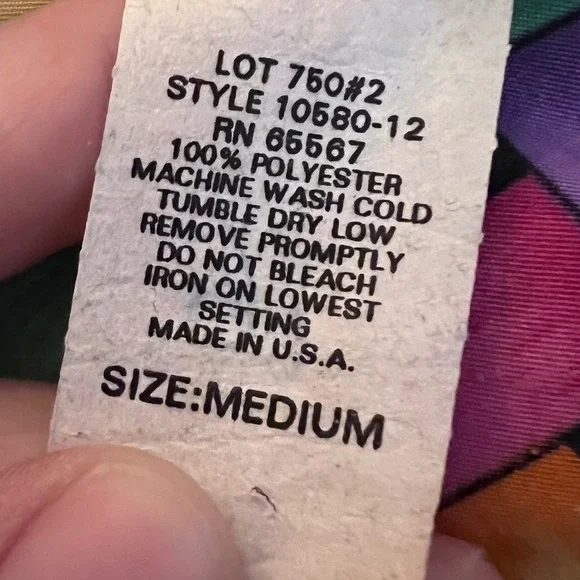 LOT 750#2
STYLE 10580-12
RN 65567
100% POLYESTER
MACHINE WASH COLD
TUMBLE DRY LOW
REMOVE PROMPTLY
DO NOT BLEACH
IRON ON LOWEST
SETTING
MADE IN U.S.A.
SIZE:MEDIUM